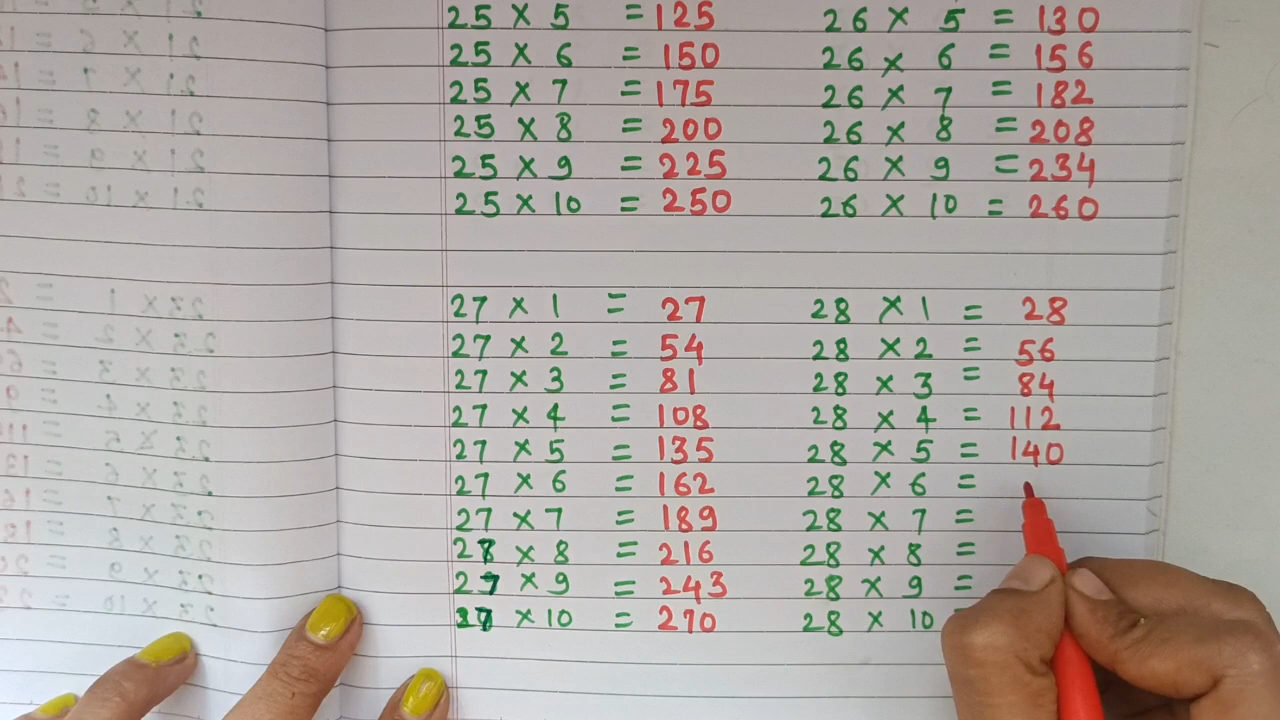 25 × 5 = 125
25 × 6 = 150
25 × 7 = 175
25 × 8 = 200
25 × 9 = 225
25 × 10 = 250
26 × 5 = 130
26 × 6 = 156
26 × 7 = 182
26 × 8 = 208
26 × 9 = 234
26 × 10 = 260
27 × 1 = 27
27 × 2 = 54
27 × 3 = 81
27 × 4 = 108
27 × 5 = 135
27 × 6 = 162
27 × 7 = 189
27 × 8 = 216
27 × 9 = 243
27 × 10 = 270
28 × 1 = 28
28 × 2 = 56
28 × 3 = 84
28 × 4 = 112
28 × 5 = 140
28 × 6 =
28 × 7 =
28 × 8 =
28 × 9 =
28 × 10 =